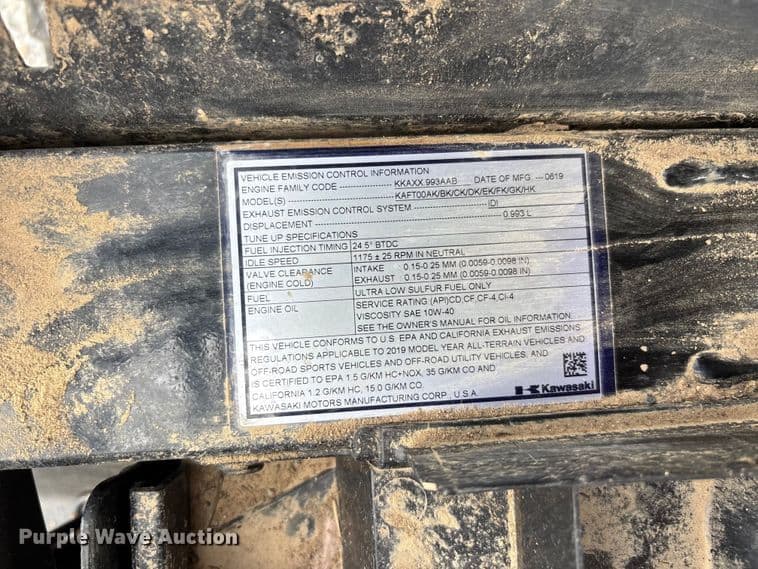 VEHICLE EMISSION CONTROL INFORMATION
ENGINE FAMILY CODE ---------------- KKAXX.993AAB DATE OF MFG. ---0619
MODEL(S) -------------------------------- KAFT00AK/BK/CK/DK/EK/FK/GK/HK
EXHAUST EMISSION CONTROL SYSTEM ---------------- IDI
DISPLACEMENT -------------------------------- 0.993 L
TUNE UP SPECIFICATIONS
FUEL INJECTION TIMING 24.5° BTDC
IDLE SPEED 1175 ± 25 RPM IN NEUTRAL
VALVE CLEARANCE INTAKE 0.15-0.25 MM (0.0059-0.0098 IN)
(ENGINE COLD) EXHAUST 0.15-0.25 MM (0.0059-0.0098 IN)
FUEL ULTRA LOW SULFUR FUEL ONLY
ENGINE OIL SERVICE RATING (API)CD,CF,CF-4, CI-4
VISCOSITY SAE 10W-40
SEE THE OWNER'S MANUAL FOR OIL INFORMATION.
THIS VEHICLE CONFORMS TO U.S. EPA AND CALIFORNIA EXHAUST EMISSIONS
REGULATIONS APPLICABLE TO 2019 MODEL YEAR ALL-TERRAIN VEHICLES AND
OFF-ROAD SPORTS VEHICLES AND OFF-ROAD UTILITY VEHICLES, AND
IS CERTIFIED TO EPA 1.5 G/KM HC+NOX, 35 G/KM CO AND
CALIFORNIA 1.2 G/KM HC, 15.0 G/KM CO.
KAWASAKI MOTORS MANUFACTURING CORP., U.S.A.
Kawasaki
Purple Wave Auction